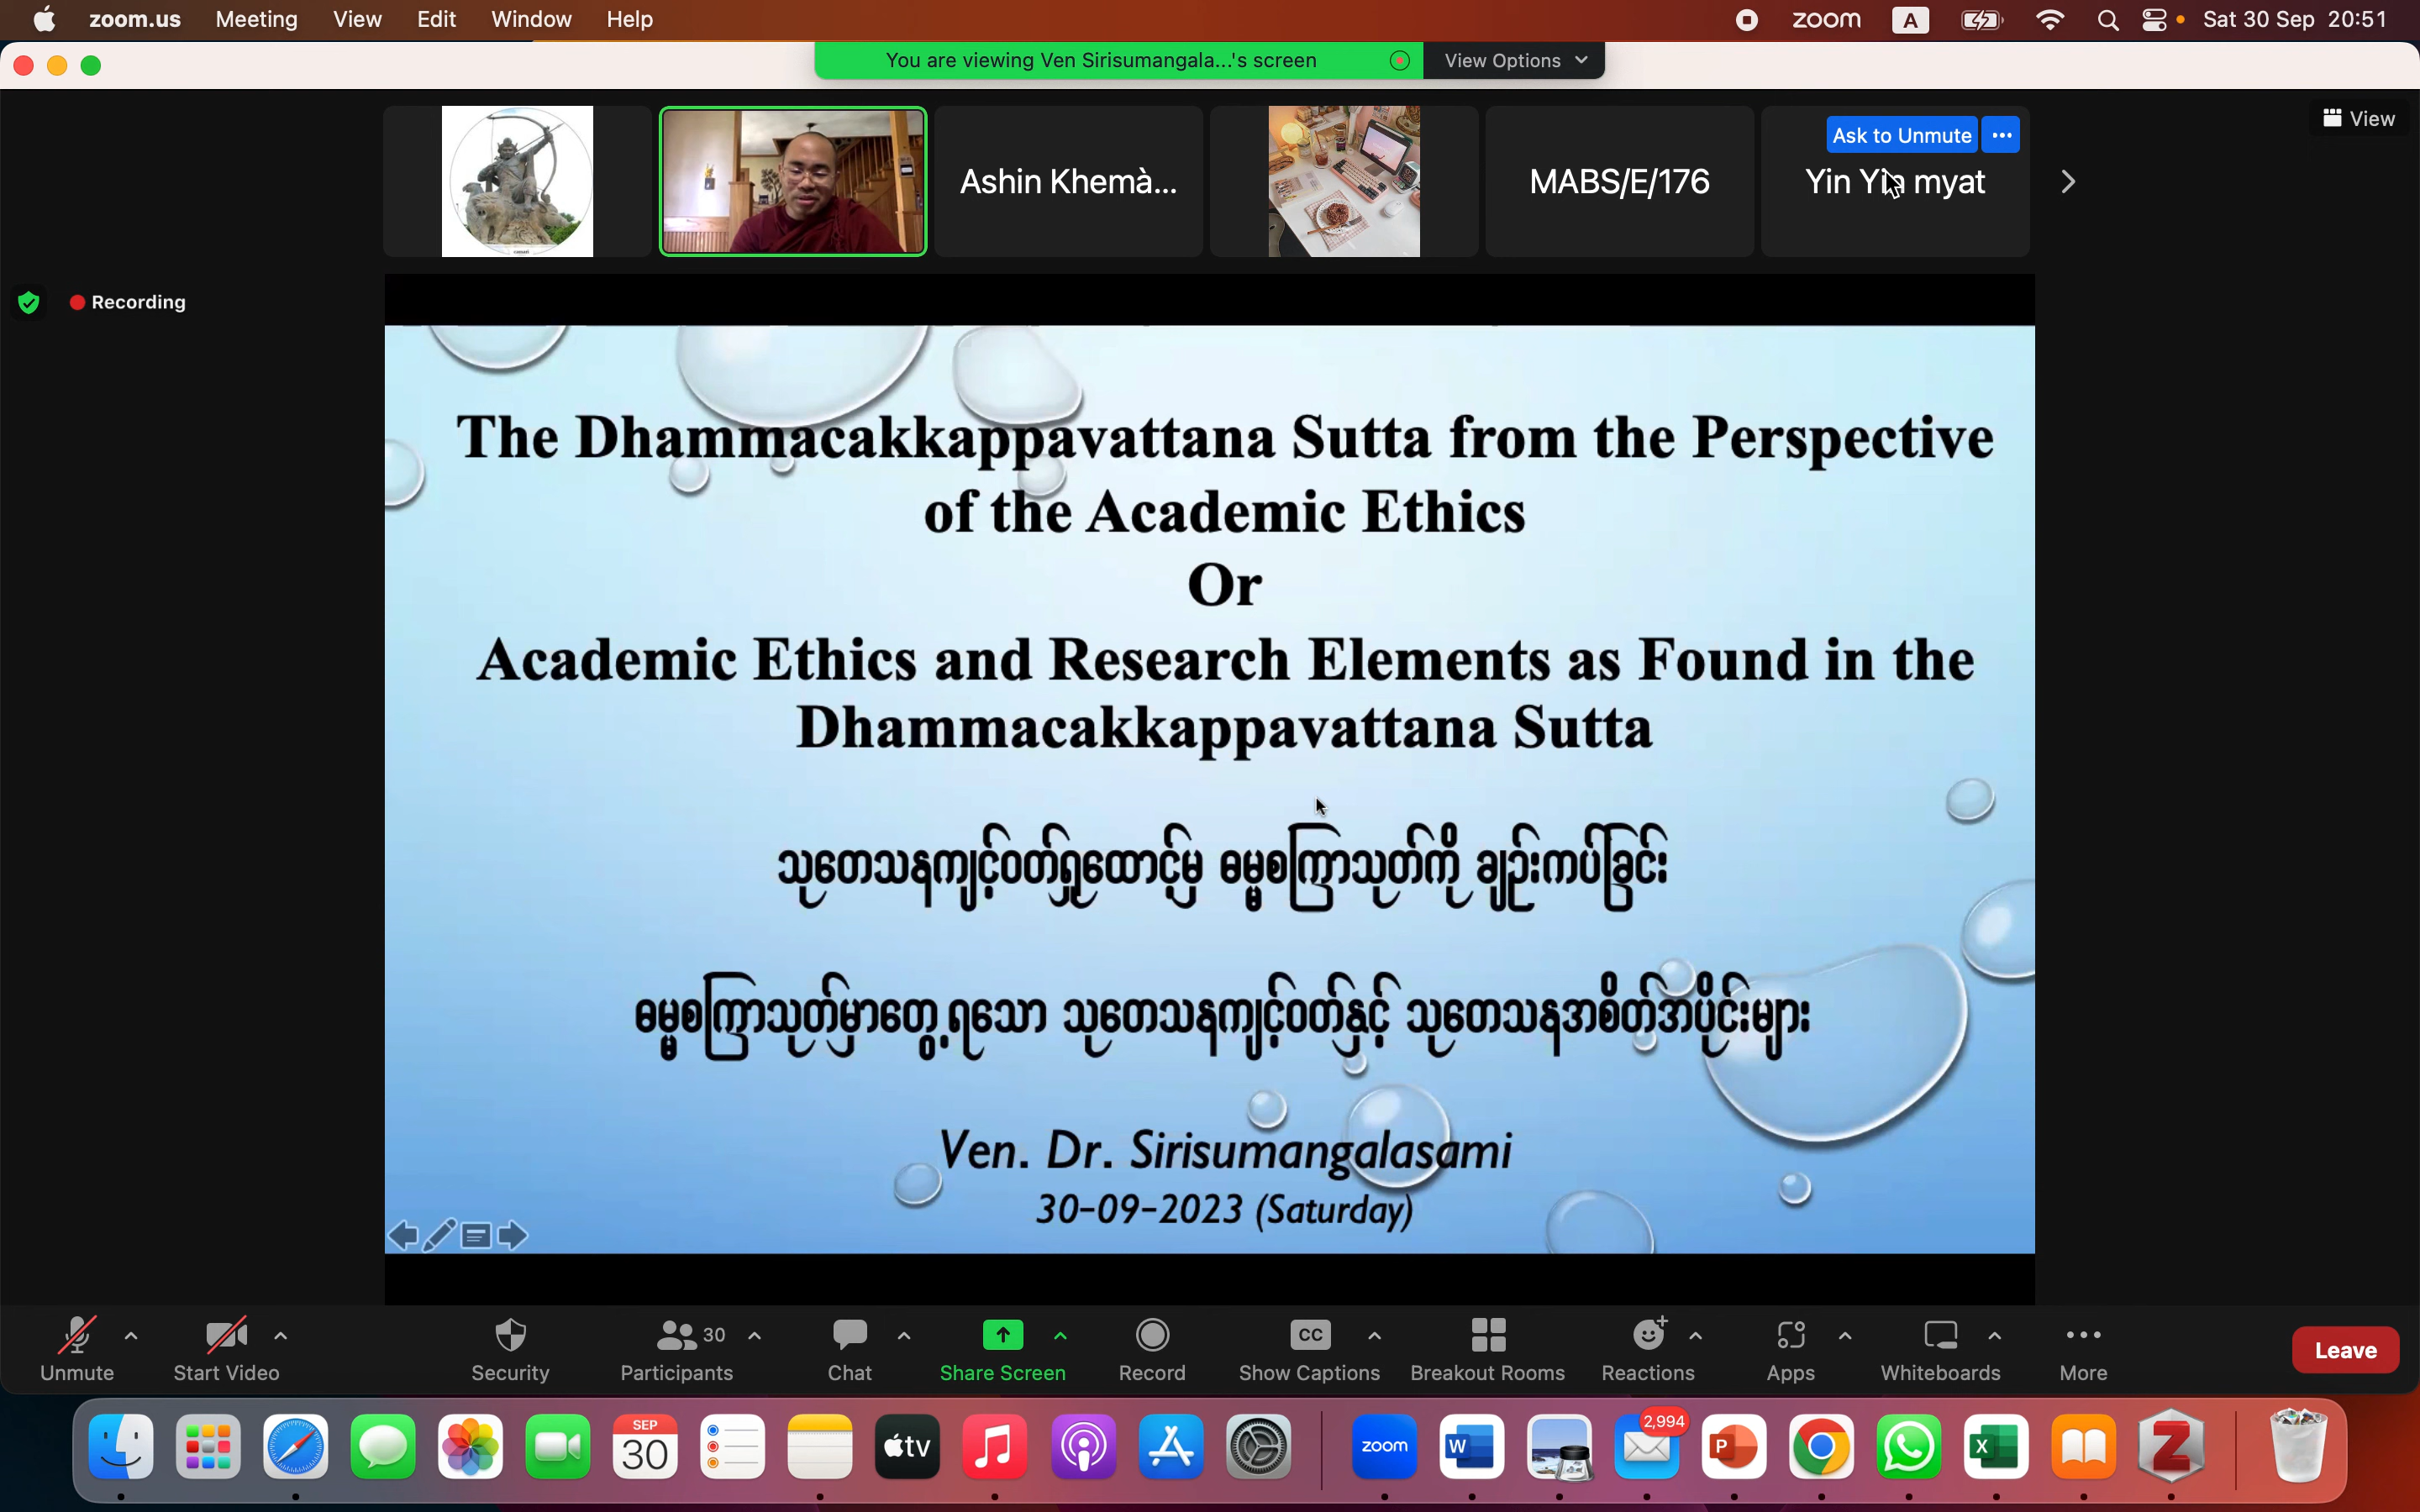 zoom.us Meeting View Edit Window Help
zoom A Sat 30 Sep 20:51
You are viewing Ven Sirisumangala...'s screen View Options
View
Ask to Unmute ...
Ashin Khemà... MABS/E/176 Yin Yin myat
Recording
The Dhammacakkappavattana Sutta from the Perspective
of the Academic Ethics
Or
Academic Ethics and Research Elements as Found in the
Dhammacakkappavattana Sutta
သုတေသနကျင့်ဝတ်ရှုထောင့်မှ ဓမ္မစကြာသုတ်ကို ချဉ်းကပ်ခြင်း
ဓမ္မစကြာသုတ်မှာတွေ့ရသော သုတေသနကျင့်ဝတ်နှင့် သုတေသနအစိတ်အပိုင်းများ
Ven. Dr. Sirisumangalasami
30-09-2023 (Saturday)
30 CC
Unmute Start Video Security Participants Chat Share Screen Record Show Captions Breakout Rooms Reactions Apps Whiteboards More Leave
SEP 2,994
30 tv zoom W P X Z